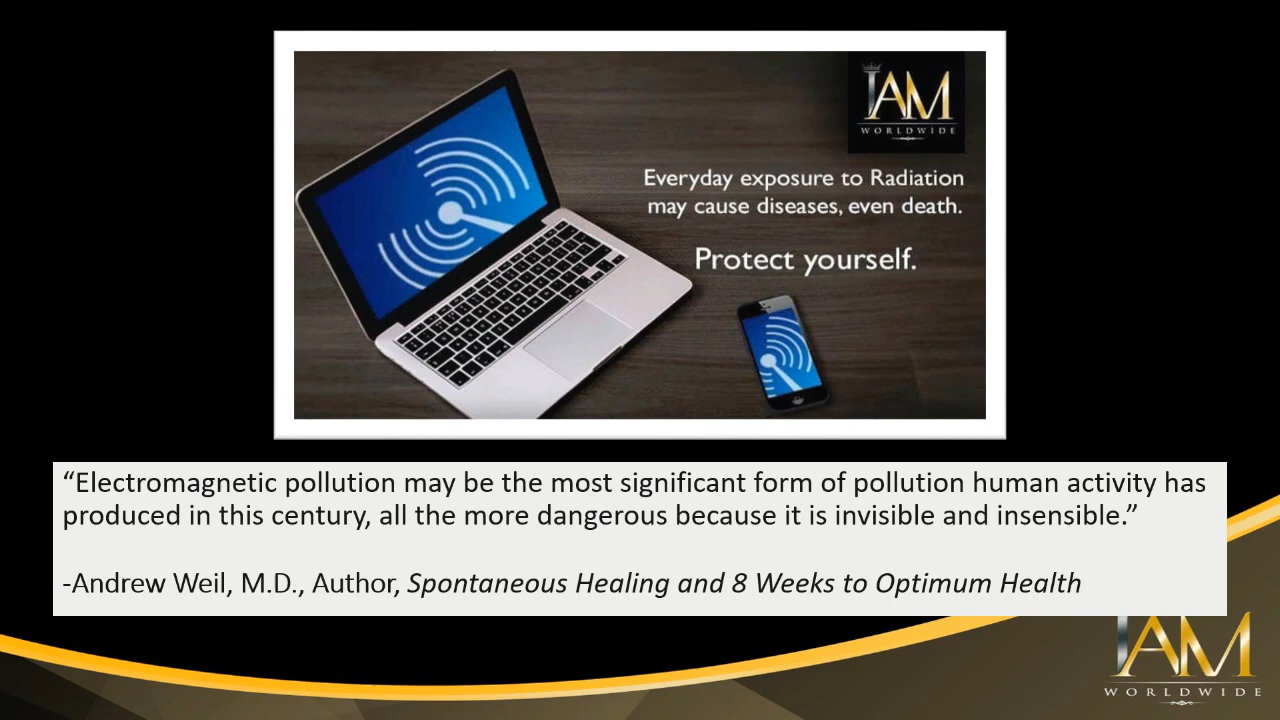 IAM
WORLDWIDE
Everyday exposure to Radiation
may cause diseases, even death.
Protect yourself.
“Electromagnetic pollution may be the most significant form of pollution human activity has
produced in this century, all the more dangerous because it is invisible and insensible.”
-Andrew Weil, M.D., Author, Spontaneous Healing and 8 Weeks to Optimum Health
IAM
WORLDWIDE